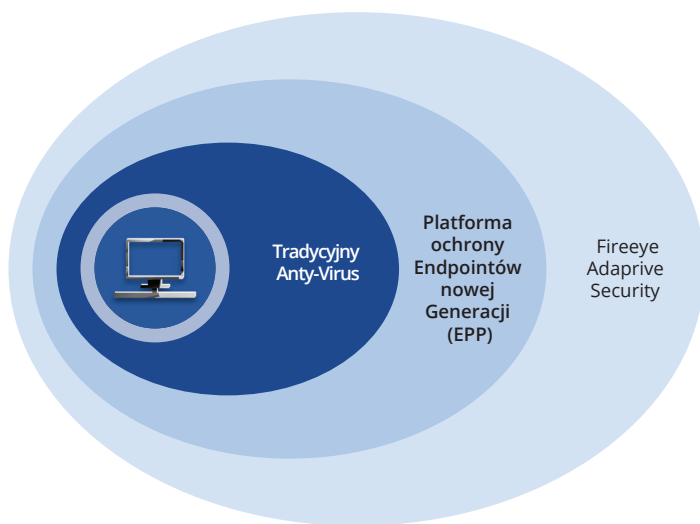 Tradycyjny
Anty-Virus
Platforma
ochrony
Endpointów
nowej
Generacji
(EPP)
Fireeye
Adaprive
Security